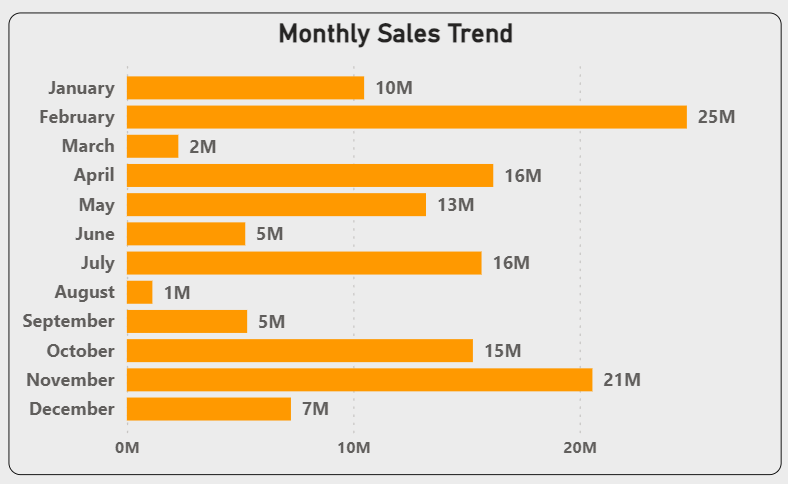 Monthly Sales Trend
January 10M
February 25M
March 2M
April 16M
May 13M
June 5M
July 16M
August 1M
September 5M
October 15M
November 21M
December 7M
0M 10M 20M